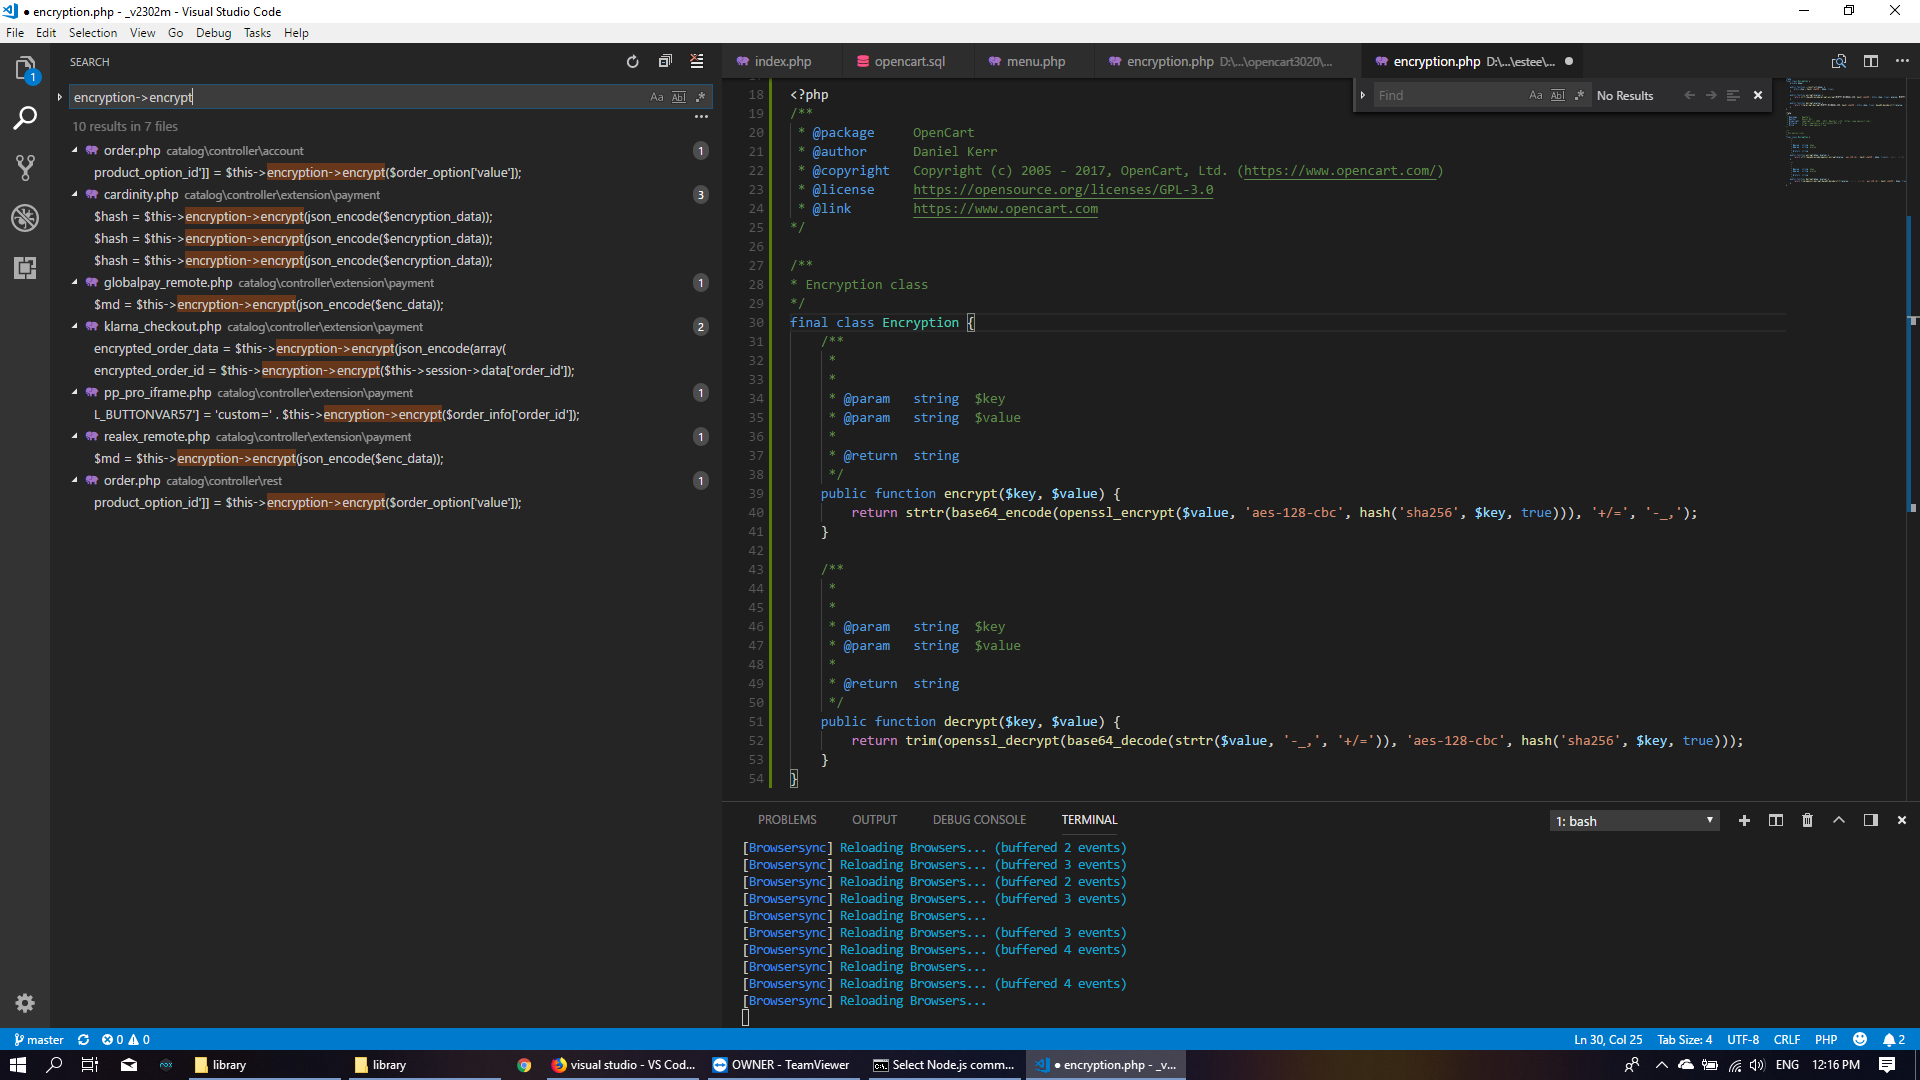 encryption.php - _v2302m - Visual Studio Code
File Edit Selection View Go Debug Tasks Help
1
SEARCH
encryption->encrypt
10 results in 7 files
order.php catalog\controller\account 1
product_option_id']] = $this->encryption->encrypt($order_option['value']);
cardinity.php catalog\controller\extension\payment 3
$hash = $this->encryption->encrypt(json_encode($encryption_data));
$hash = $this->encryption->encrypt(json_encode($encryption_data));
$hash = $this->encryption->encrypt(json_encode($encryption_data));
globalpay_remote.php catalog\controller\extension\payment 1
$md = $this->encryption->encrypt(json_encode($enc_data));
klarna_checkout.php catalog\controller\extension\payment 2
encrypted_order_data = $this->encryption->encrypt(json_encode(array(
encrypted_order_id = $this->encryption->encrypt($this->session->data['order_id']);
pp_pro_iframe.php catalog\controller\extension\payment 1
L_BUTTONVAR57'] = 'custom=' . $this->encryption->encrypt($order_info['order_id']);
realex_remote.php catalog\controller\extension\payment 1
$md = $this->encryption->encrypt(json_encode($enc_data));
order.php catalog\controller\rest 1
product_option_id']] = $this->encryption->encrypt($order_option['value']);
index.php opencart.sql menu.php encryption.php D:\...\opencart3020\... encryption.php D:\...\estee\...
Find Aa Abl .* No Results
18 <?php
19 /**
20 * @package OpenCart
21 * @author Daniel Kerr
22 * @copyright Copyright (c) 2005 - 2017, OpenCart, Ltd. (https://www.opencart.com/)
23 * @license https://opensource.org/licenses/GPL-3.0
24 * @link https://www.opencart.com
25 */
26
27 /**
28 * Encryption class
29 */
30 final class Encryption {
31 /**
32 *
33 *
34 * @param string $key
35 * @param string $value
36 *
37 * @return string
38 */
39 public function encrypt($key, $value) {
40 return strtr(base64_encode(openssl_encrypt($value, 'aes-128-cbc', hash('sha256', $key, true))), '+/=', '-_,');
41 }
42
43 /**
44 *
45 *
46 * @param string $key
47 * @param string $value
48 *
49 * @return string
50 */
51 public function decrypt($key, $value) {
52 return trim(openssl_decrypt(base64_decode(strtr($value, '-_,', '+/=')), 'aes-128-cbc', hash('sha256', $key, true)));
53 }
54 }
PROBLEMS OUTPUT DEBUG CONSOLE TERMINAL 1: bash
[Browsersync] Reloading Browsers... (buffered 2 events)
[Browsersync] Reloading Browsers... (buffered 3 events)
[Browsersync] Reloading Browsers... (buffered 2 events)
[Browsersync] Reloading Browsers... (buffered 3 events)
[Browsersync] Reloading Browsers...
[Browsersync] Reloading Browsers... (buffered 3 events)
[Browsersync] Reloading Browsers... (buffered 4 events)
[Browsersync] Reloading Browsers...
[Browsersync] Reloading Browsers... (buffered 4 events)
[Browsersync] Reloading Browsers...
master 0 0 Ln 30, Col 25 Tab Size: 4 UTF-8 CRLF PHP 2
library library visual studio - VS Cod... OWNER - TeamViewer Select Node.js comm... encryption.php - _v... ENG 12:16 PM